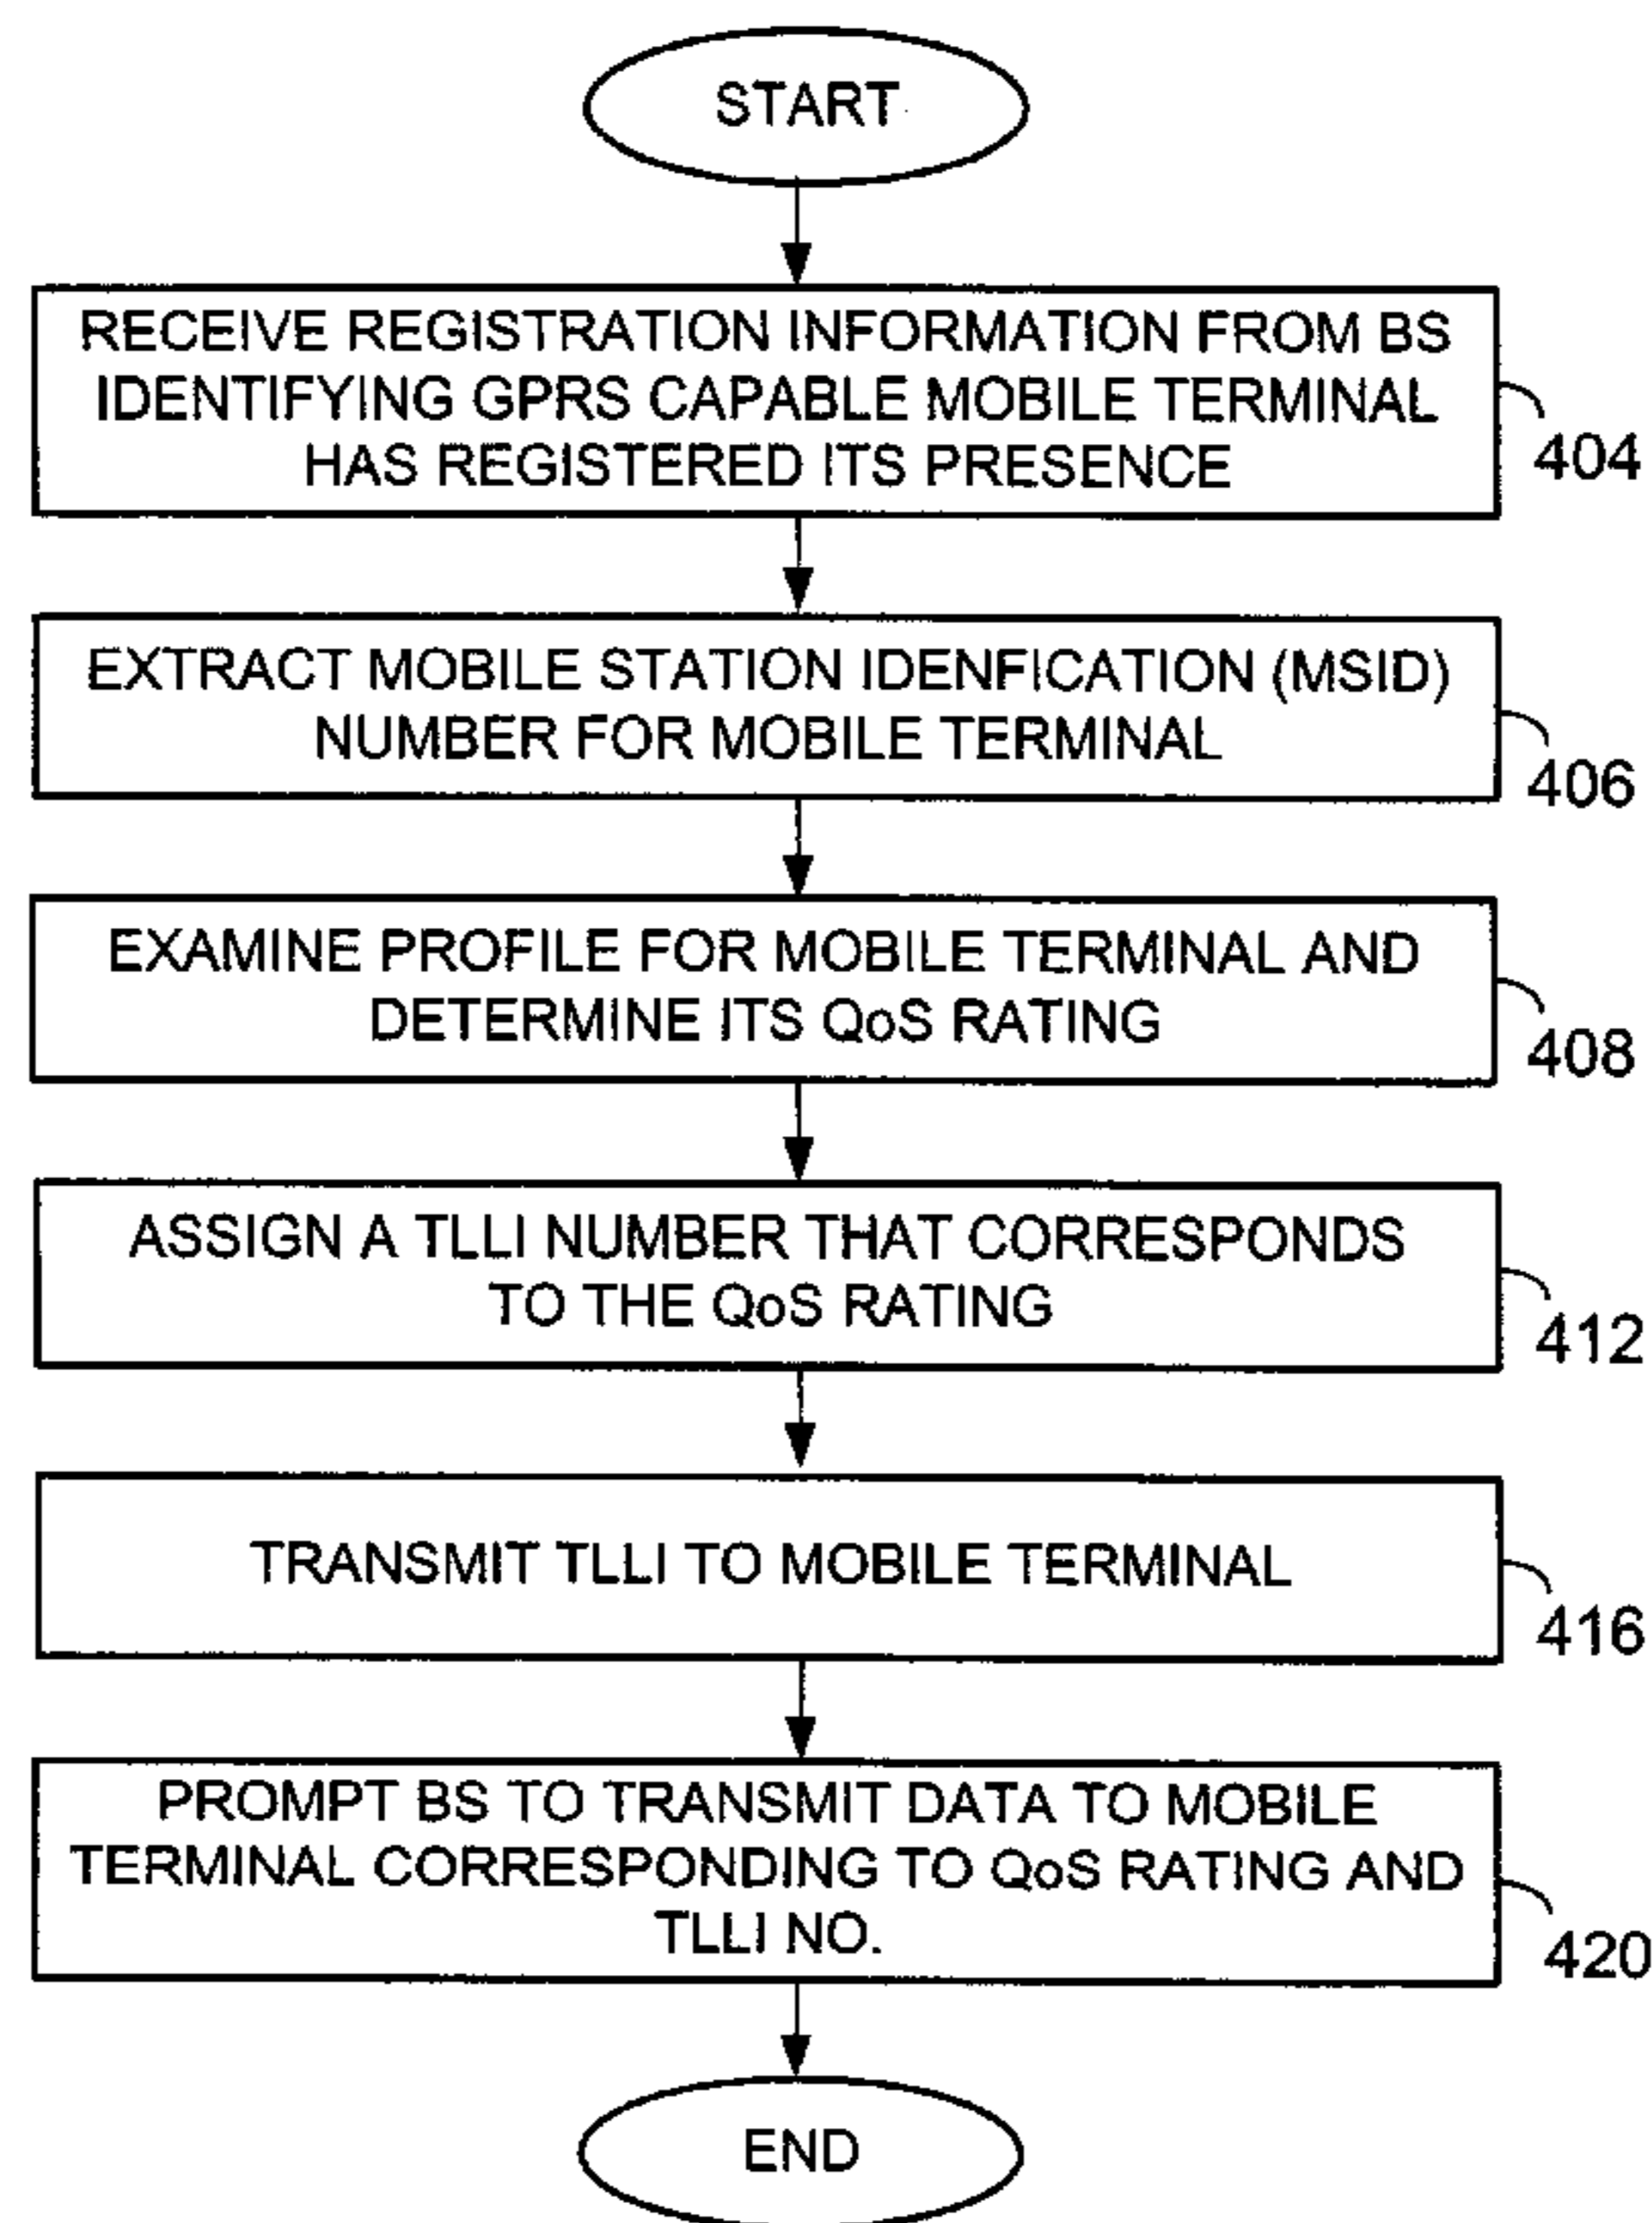 START
RECEIVE REGISTRATION INFORMATION FROM BS
IDENTIFYING GPRS CAPABLE MOBILE TERMINAL
HAS REGISTERED ITS PRESENCE
404
EXTRACT MOBILE STATION IDENFICATION (MSID)
NUMBER FOR MOBILE TERMINAL
406
EXAMINE PROFILE FOR MOBILE TERMINAL AND
DETERMINE ITS QoS RATING
408
ASSIGN A TLLI NUMBER THAT CORRESPONDS
TO THE QoS RATING
412
TRANSMIT TLLI TO MOBILE TERMINAL
416
PROMPT BS TO TRANSMIT DATA TO MOBILE
TERMINAL CORRESPONDING TO QoS RATING AND
TLLI NO.
420
END